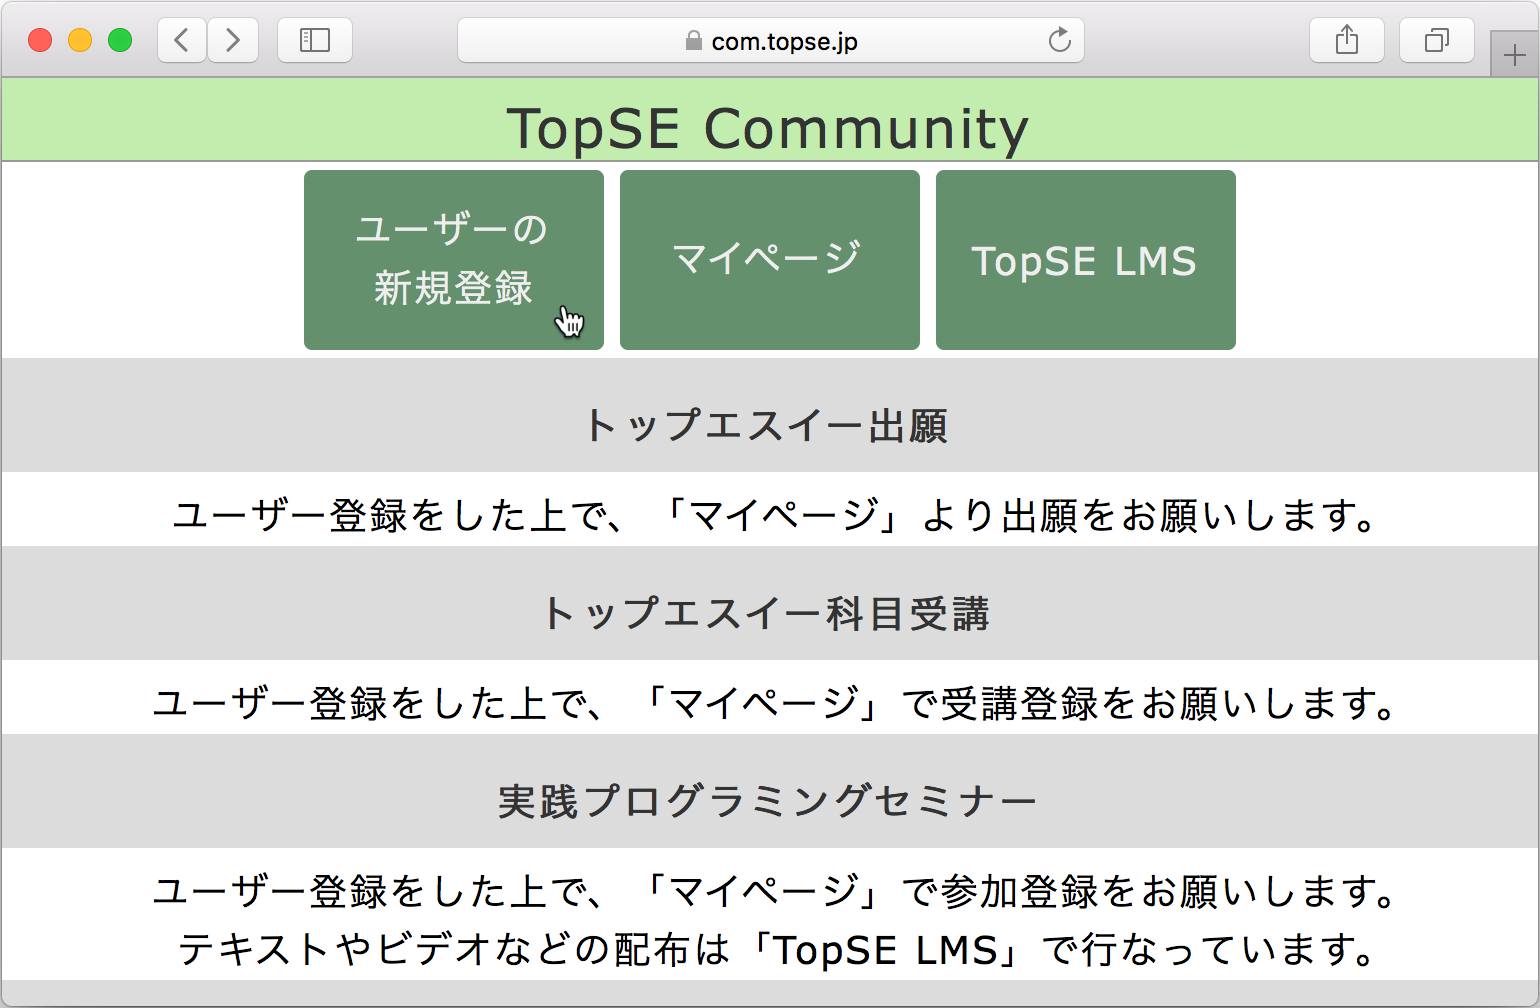 com.topse.jp
TopSE Community
ユーザーの
新規登録
マイページ
TopSE LMS
トップエスイー出願
ユーザー登録をした上で、「マイページ」より出願をお願いします。
トップエスイー科目受講
ユーザー登録をした上で、「マイページ」で受講登録をお願いします。
実践プログラミングセミナー
ユーザー登録をした上で、「マイページ」で参加登録をお願いします。
テキストやビデオなどの配布は「TopSE LMS」で行なっています。